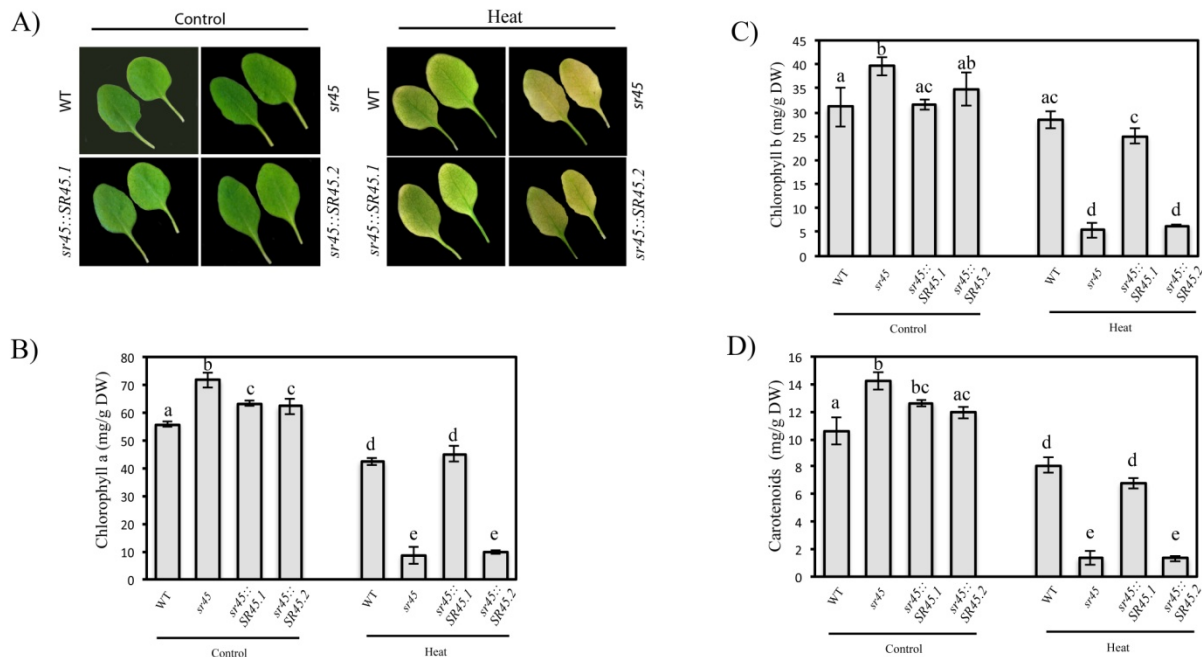 A)
Control
Heat
WT
sr45
WT
sr45
sr45::SR45.1
sr45::SR45.2
sr45::SR45.1
sr45::SR45.2
B)
Chlorophyll a (mg/g DW)
80
70
60
50
40
30
20
10
0
a
b
c
c
d
e
d
e
WT
sr45
sr45::
SR45.1
sr45::
SR45.2
WT
sr45
sr45::
SR45.1
sr45::
SR45.2
Control
Heat
C)
Chlorophyll b (mg/g DW)
45
40
35
30
25
20
15
10
5
0
a
b
ac
ab
ac
d
c
d
WT
sr45
sr45::
SR45.1
sr45::
SR45.2
WT
sr45
sr45::
SR45.1
sr45::
SR45.2
Control
Heat
D)
Carotenoids (mg/g DW)
16
14
12
10
8
6
4
2
0
a
b
bc
ac
d
e
d
e
WT
sr45
sr45::
SR45.1
sr45::
SR45.2
WT
sr45
sr45::
SR45.1
sr45::
SR45.2
Control
Heat